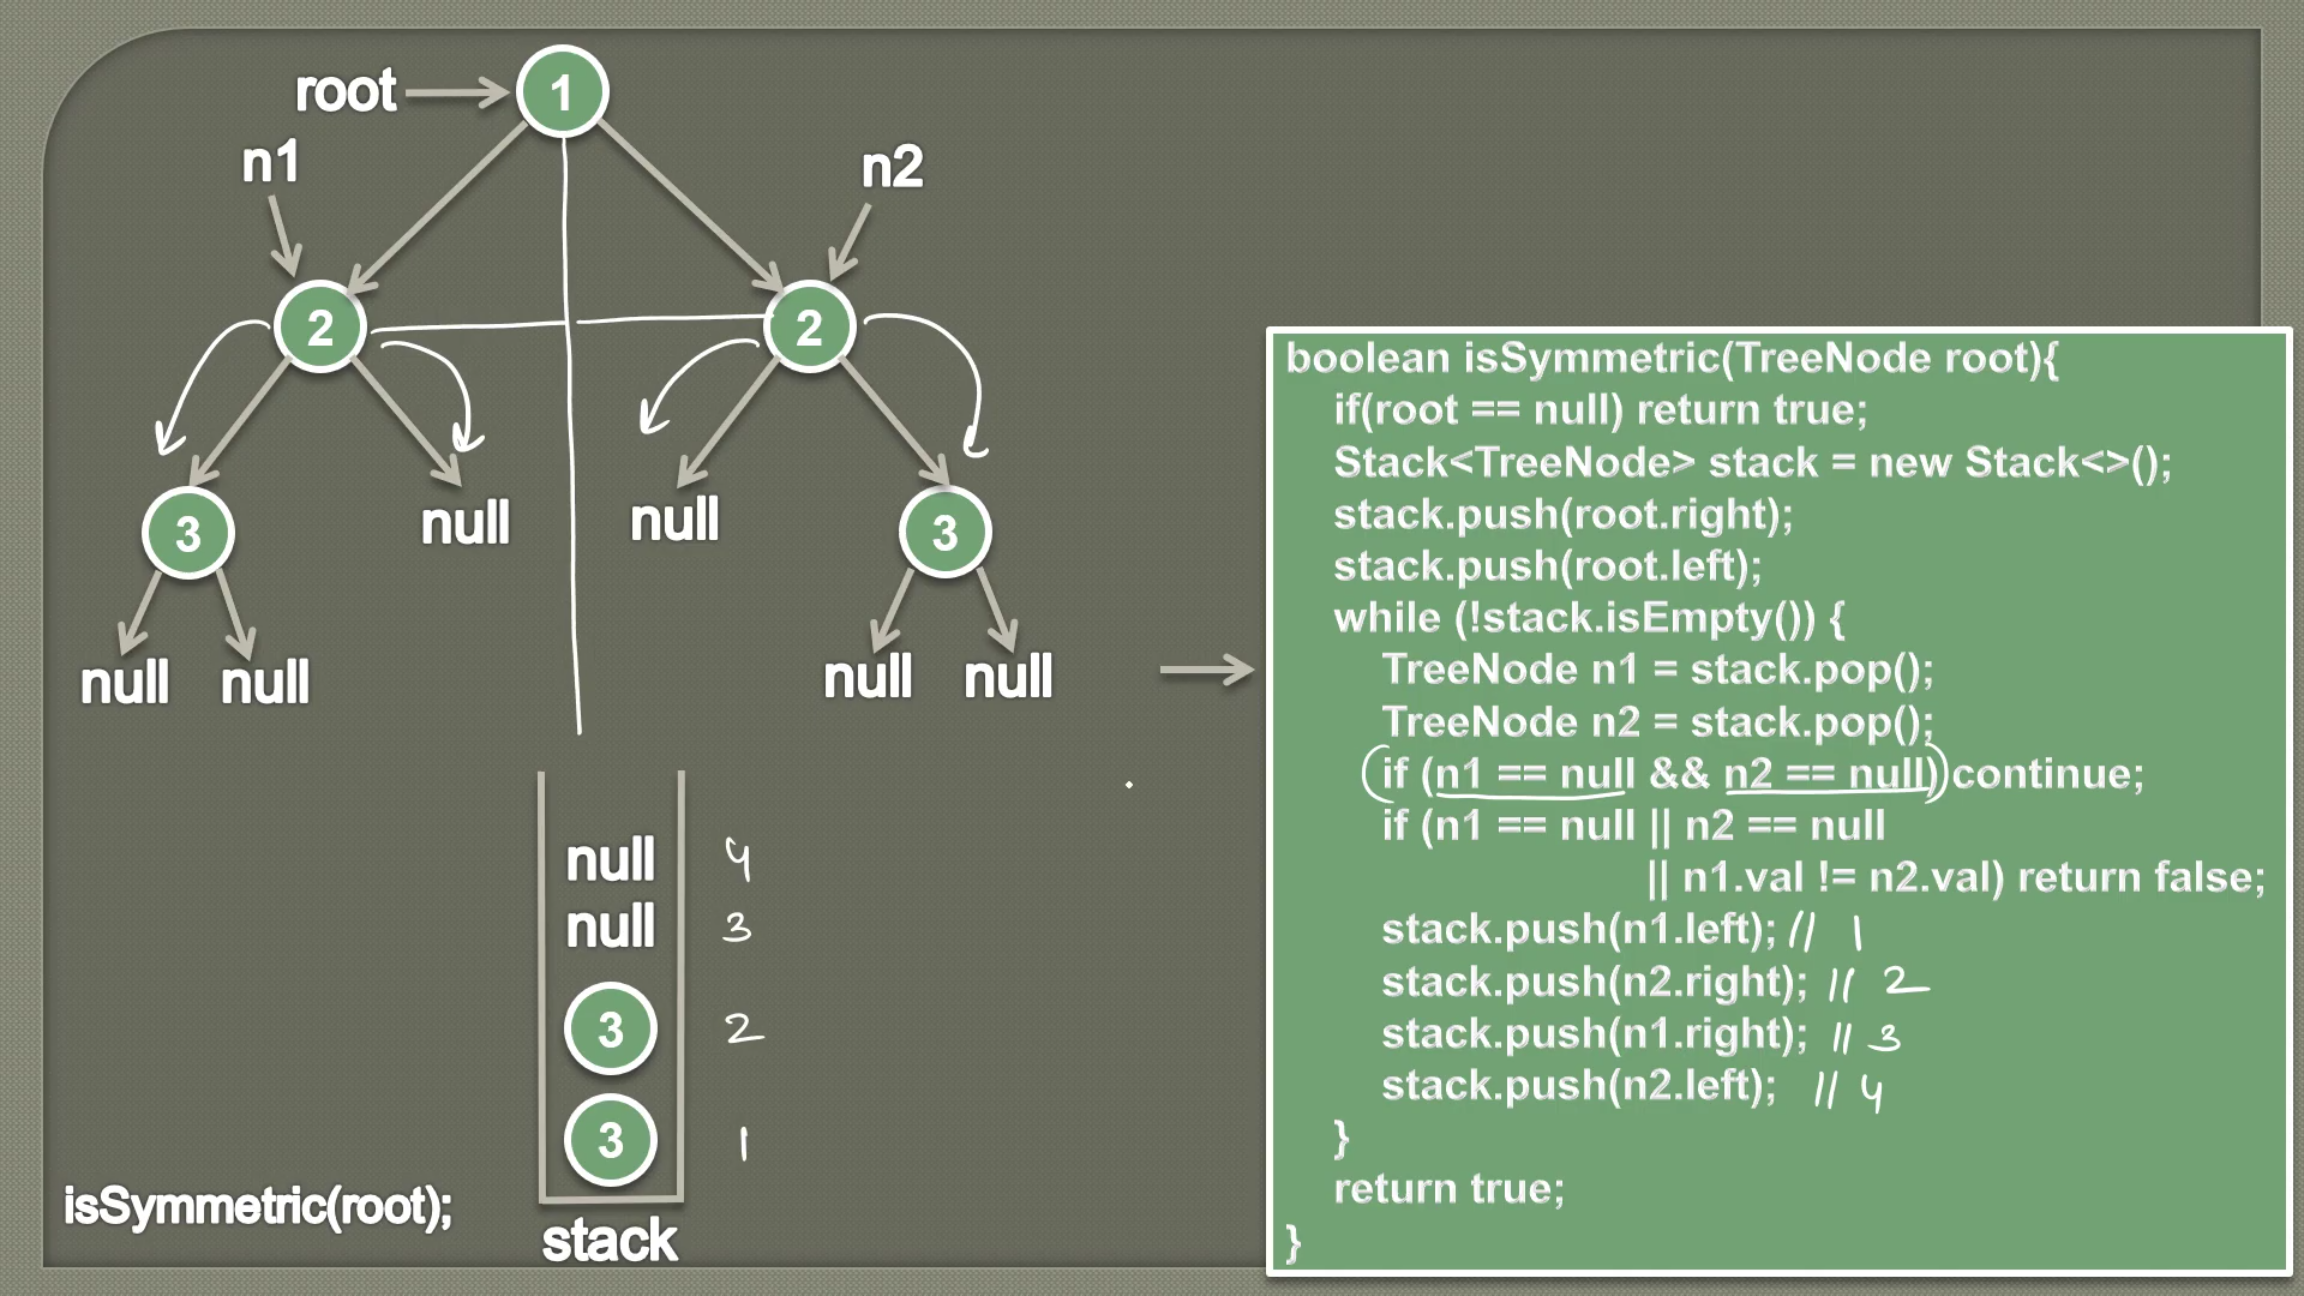 root
1
n1
n2
2
2
3
null
null
3
null
null
null
null
null 4
null 3
3 2
3 1
stack
isSymmetric(root);
boolean isSymmetric(TreeNode root){
if(root == null) return true;
Stack<TreeNode> stack = new Stack<>();
stack.push(root.right);
stack.push(root.left);
while (!stack.isEmpty()) {
TreeNode n1 = stack.pop();
TreeNode n2 = stack.pop();
if (n1 == null && n2 == null) continue;
if (n1 == null || n2 == null
|| n1.val != n2.val) return false;
stack.push(n1.left); // 1
stack.push(n2.right); // 2
stack.push(n1.right); // 3
stack.push(n2.left); // 4
}
return true;
}